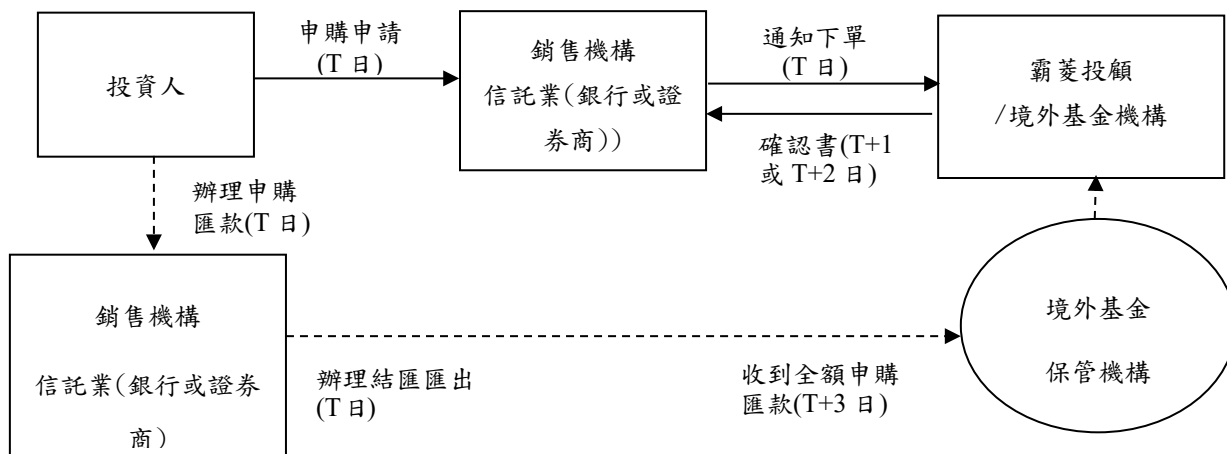 投資人
申購申請
(T 日)
銷售機構
信託業(銀行或證
券商))
通知下單
(T 日)
確認書(T+1
或 T+2 日)
霸菱投顧
/境外基金機構
辦理申購
匯款(T 日)
銷售機構
信託業(銀行或證券
商)
辦理結匯匯出
(T 日)
收到全額申購
匯款(T+3 日)
境外基金
保管機構